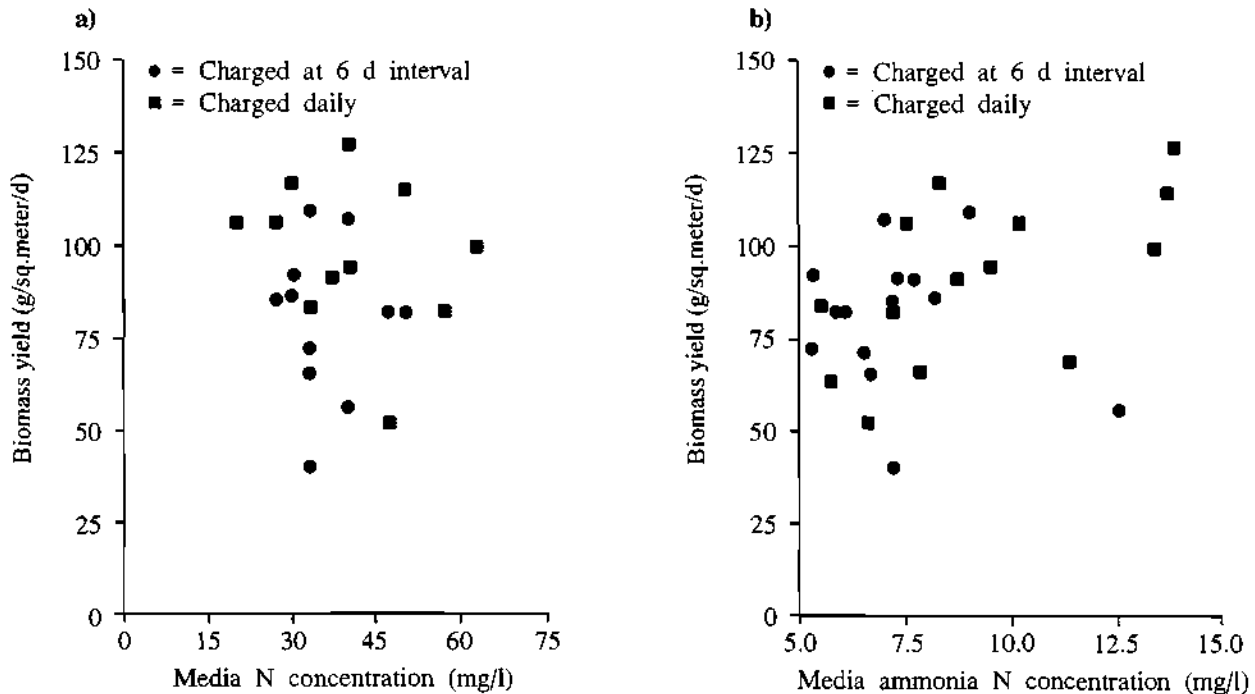 a)
● = Charged at 6 d interval
■ = Charged daily
150
125
100
75
50
25
0
Biomass yield (g/sq.meter/d)
0 15 30 45 60 75
Media N concentration (mg/l)
b)
● = Charged at 6 d interval
■ = Charged daily
150
125
100
75
50
25
0
Biomass yield (g/sq.meter/d)
5.0 7.5 10.0 12.5 15.0
Media ammonia N concentration (mg/l)